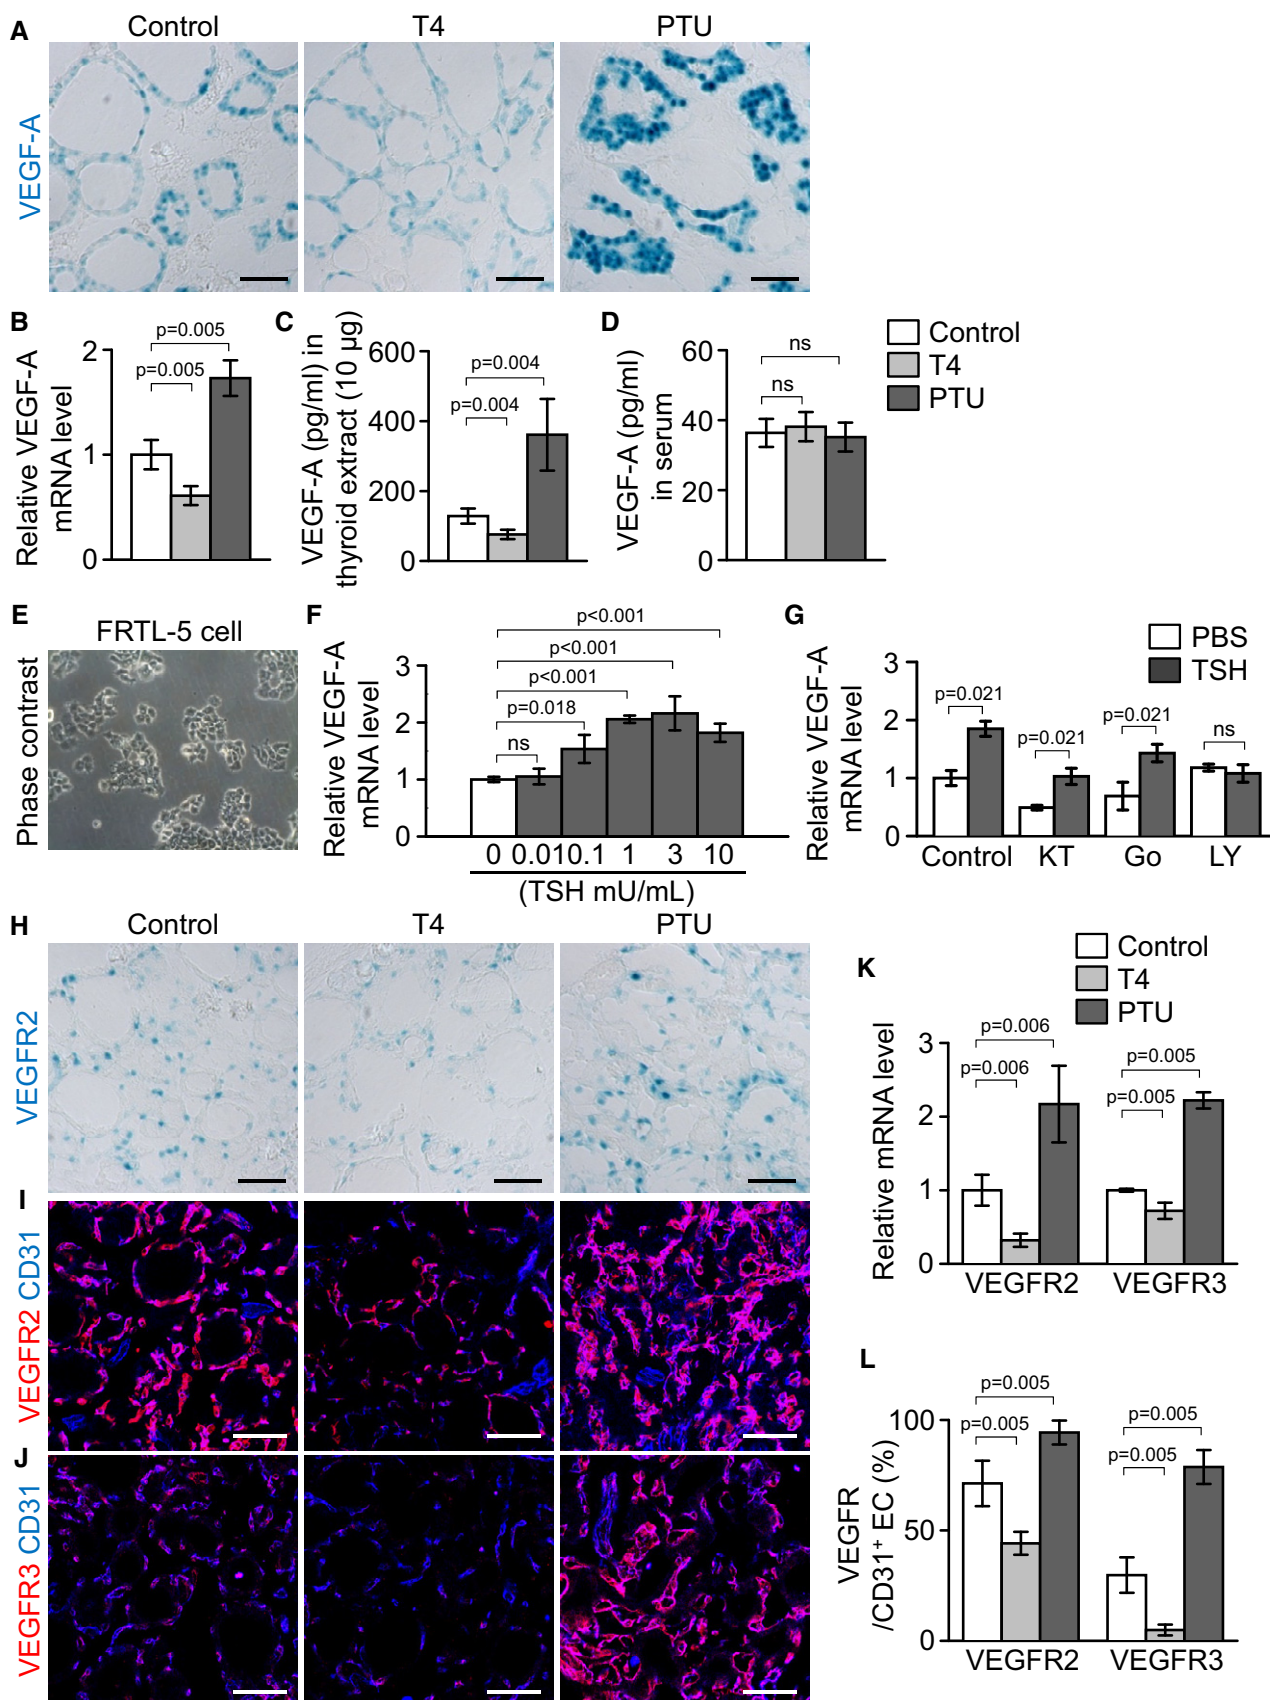 A
Control
T4
PTU
VEGF-A
B
Relative VEGF-A
mRNA level
2
1
0
p=0.005
p=0.005
C
VEGF-A (pg/ml) in
thyroid extract (10 µg)
600
400
200
0
p=0.004
p=0.004
D
VEGF-A (pg/ml)
in serum
60
40
20
0
ns
ns
Control
T4
PTU
E
FRTL-5 cell
Phase contrast
F
Relative VEGF-A
mRNA level
3
2
1
0
p<0.001
p<0.001
p<0.001
p=0.018
ns
0 0.01 0.1 1 3 10
(TSH mU/mL)
G
Relative VEGF-A
mRNA level
3
2
1
0
PBS
TSH
p=0.021
p=0.021
p=0.021
ns
Control KT Go LY
H
Control
T4
PTU
VEGFR2
I
VEGFR2 CD31
J
VEGFR3 CD31
K
Control
T4
PTU
Relative mRNA level
3
2
1
0
p=0.006
p=0.006
p=0.005
p=0.005
VEGFR2 VEGFR3
L
VEGFR
/CD31⁺ EC (%)
100
50
0
p=0.005
p=0.005
p=0.005
p=0.005
VEGFR2 VEGFR3